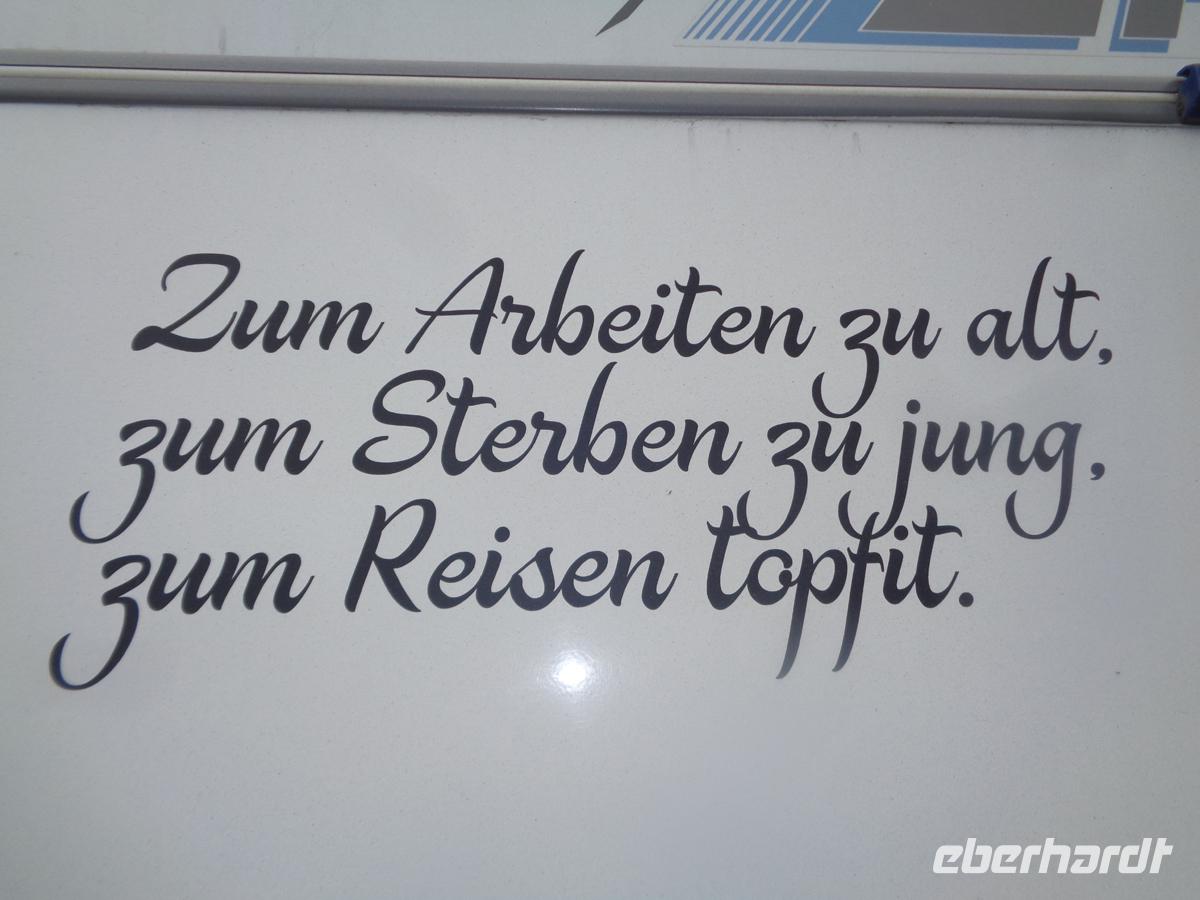 Zum Arbeiten zu alt,
zum Sterben zu jung,
zum Reisen topfit.
eberhardt